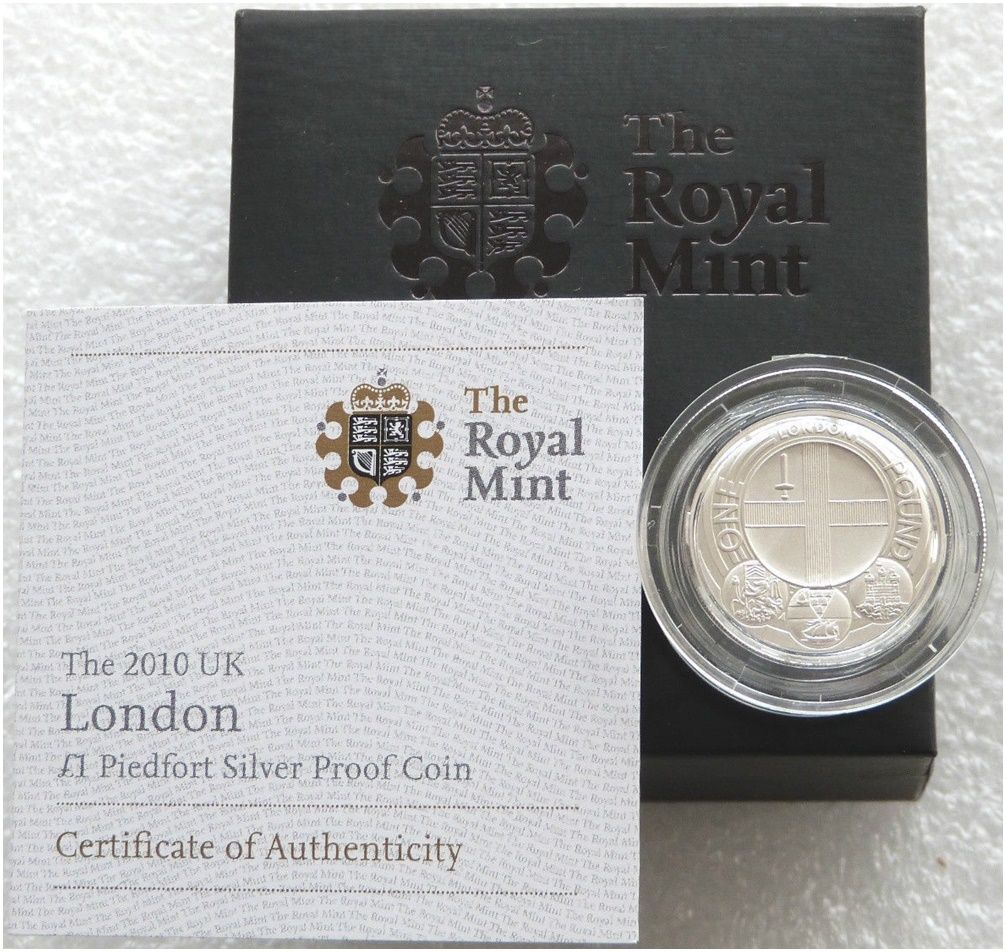 The
Royal
Mint
The
Royal
Mint
LONDON
ONE POUND
The 2010 UK
London
£1 Piedfort Silver Proof Coin
Certificate of Authenticity